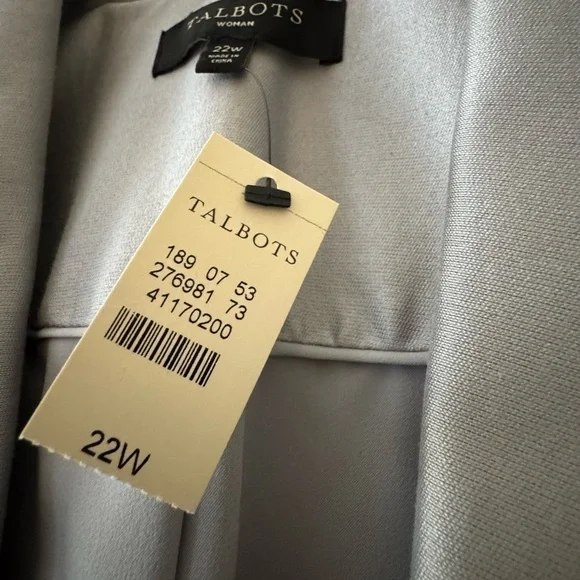 TALBOTS
WOMAN
22W
MADE IN
CHINA
TALBOTS
189 07 53
276981 73
41170200
22W